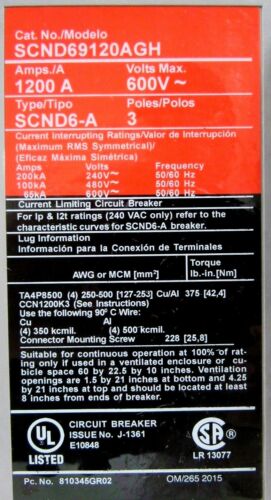 Cat. No./Modelo
SCND69120AGH
Amps./A Volts Max.
1200 A 600V~
Type/Tipo Poles/Polos
SCND6-A 3
Current Interrupting Ratings/Valor de Interrupción
(Maximum RMS Symmetrical)/
(Eficaz Máxima Simétrica)
Amps Volts Frequency
200kA 240V~ 50/60 Hz
100kA 480V~ 50/60 Hz
65kA 600V~ 50/60 Hz
Current Limiting Circuit Breaker
For Ip & I2t ratings (240 VAC only) refer to the
characteristic curves for SCND6-A breaker.
Lug Information
Información para la Conexión de Terminales
AWG or MCM [mm²] Torque
lb.-in.[Nm]
TA4P8500 (4) 250-500 [127-253] Cu/Al 375 [42,4]
CCN1200K3 (See Instructions)
Use the following 90° C Wire:
Cu Al
(4) 350 kcmil. (4) 500 kcmil.
Connector Mounting Screw 228 [25,8]
Suitable for continuous operation at 100% of rat-
ing only if used in a ventilated enclosure or cu-
bicle space 60 by 22.5 by 10 inches. Ventilation
openings are 1.5 by 21 inches at bottom and 4.25
by 21 inches at top and should be located at least
8 inches from ends of breaker.
UL CIRCUIT BREAKER
ISSUE No. J-1361
LISTED E10848
SA
LR 13077
Pc. No. 810345GR02 OM/265 2015